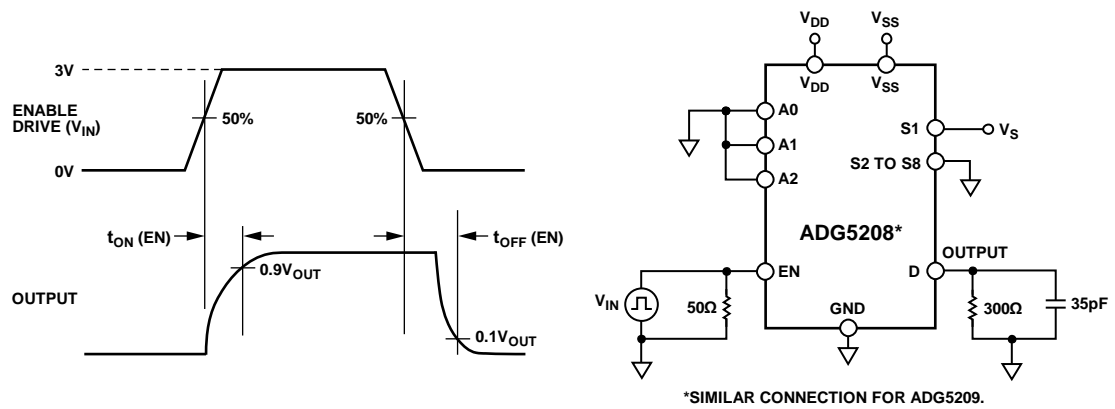 3V
ENABLE
DRIVE (VIN)
50%
50%
0V
tON (EN)
tOFF (EN)
0.9VOUT
OUTPUT
0.1VOUT
VDD
VSS
VDD
VSS
A0
A1
A2
S1
VS
S2 TO S8
ADG5208*
OUTPUT
EN
D
VIN
50Ω
GND
300Ω
35pF
*SIMILAR CONNECTION FOR ADG5209.